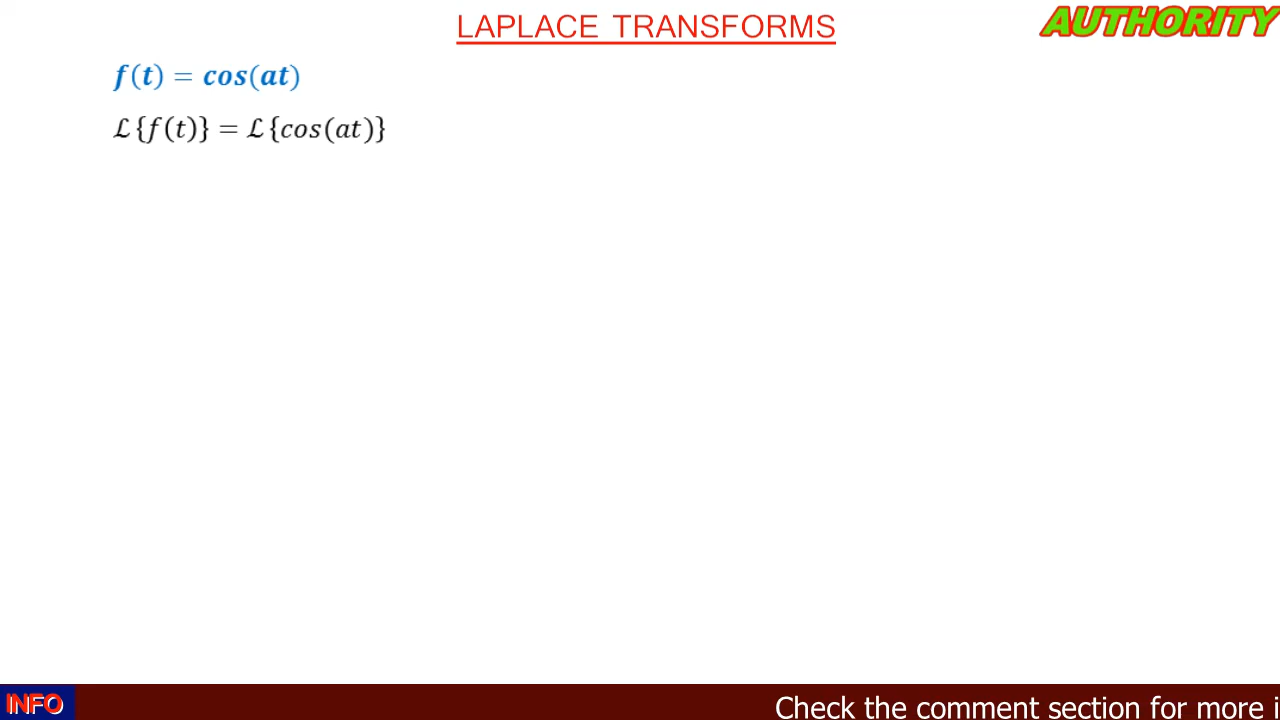 LAPLACE TRANSFORMS
AUTHORITY
f(t) = cos(at)
ℒ{f(t)} = ℒ{cos(at)}
INFO
Check the comment section for more i